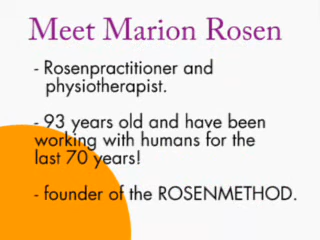 Meet Marion Rosen
- Rosenpractitioner and
physiotherapist.
- 93 years old and have been
working with humans for the
last 70 years!
- founder of the ROSENMETHOD.